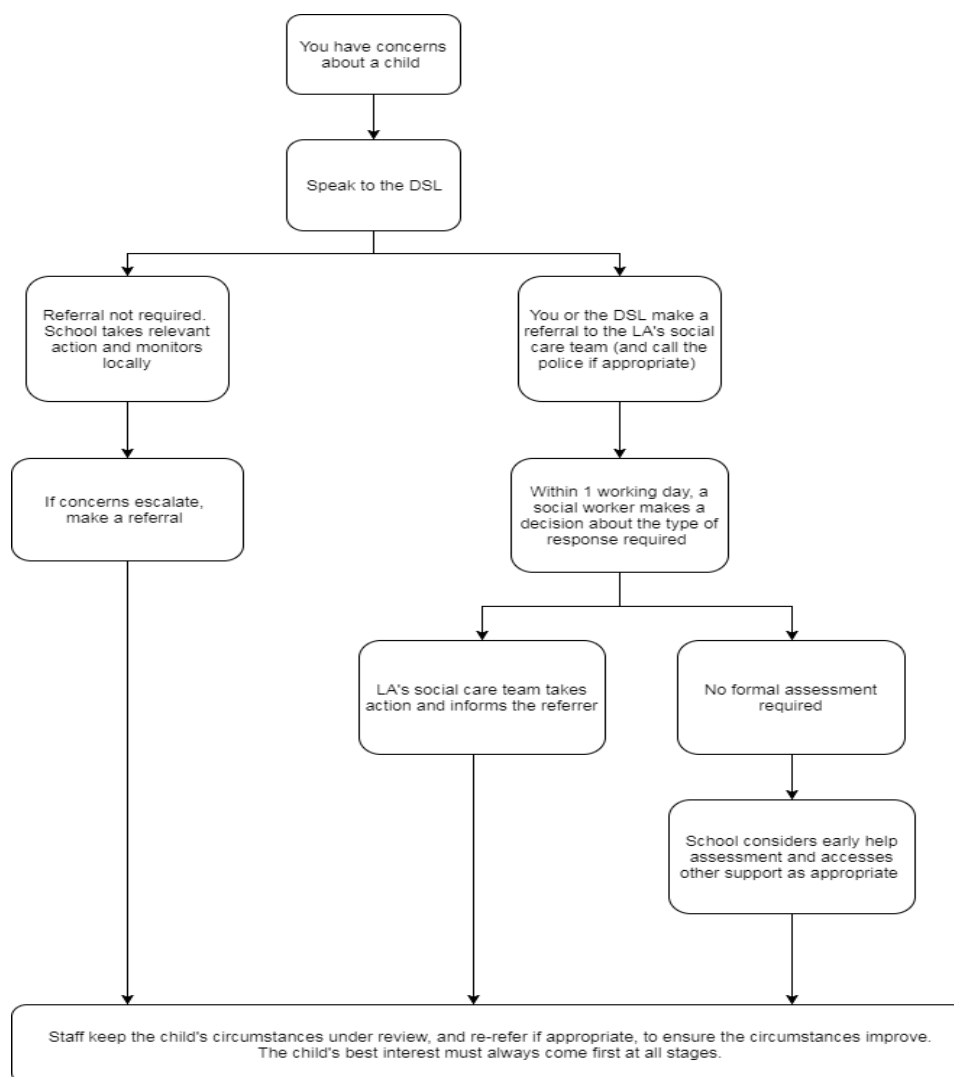 You have concerns
about a child
Speak to the DSL
Referral not required.
School takes relevant
action and monitors
locally
You or the DSL make a
referral to the LA's social
care team (and call the
police if appropriate)
If concerns escalate,
make a referral
Within 1 working day, a
social worker makes a
decision about the type of
response required
LA's social care team takes
action and informs the referrer
No formal assessment
required
School considers early help
assessment and accesses
other support as appropriate
Staff keep the child's circumstances under review, and re-refer if appropriate, to ensure the circumstances improve.
The child's best interest must always come first at all stages.